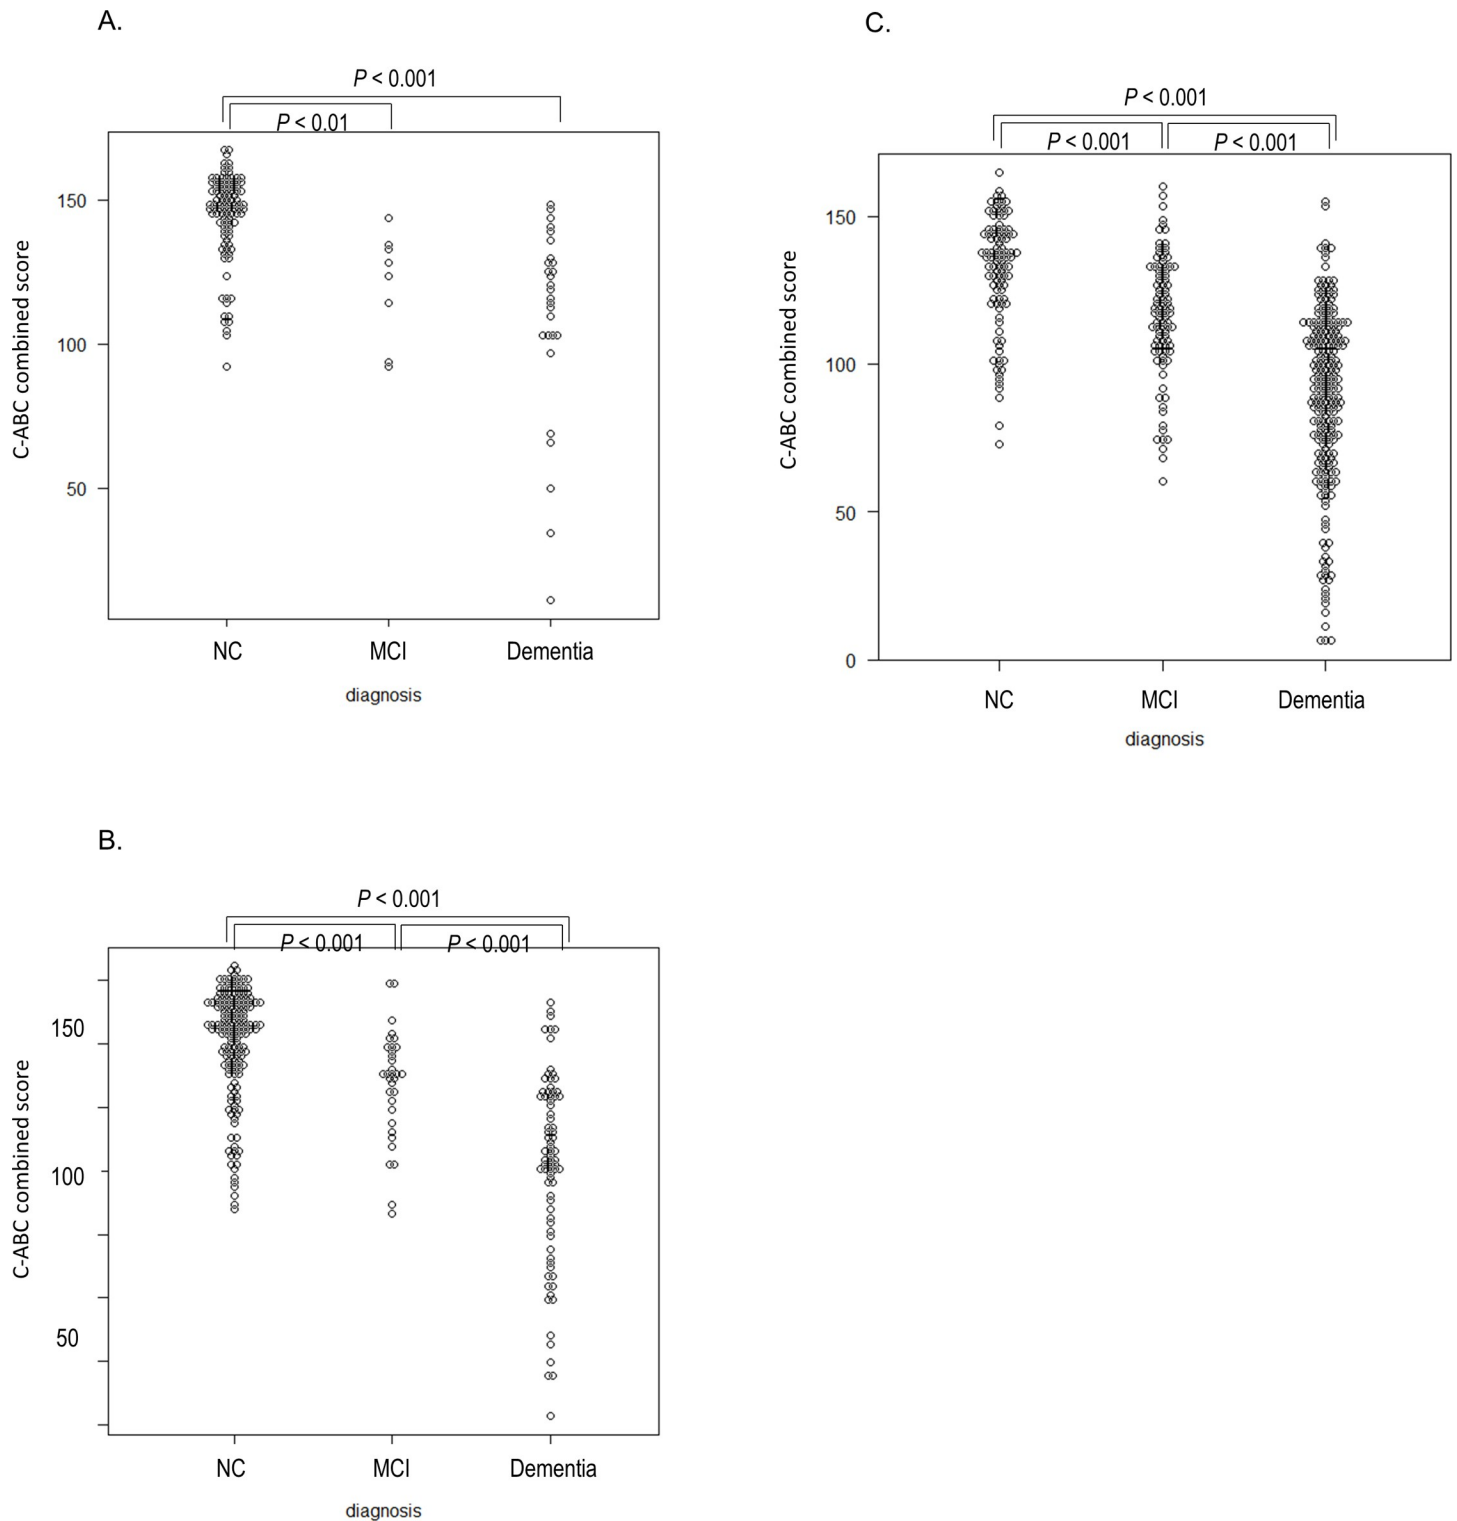 A.
P < 0.001
P < 0.01
150
100
50
C-ABC combined score
NC MCI Dementia
diagnosis
C.
P < 0.001
P < 0.001 P < 0.001
150
100
50
0
C-ABC combined score
NC MCI Dementia
diagnosis
B.
P < 0.001
P < 0.001 P < 0.001
150
100
50
C-ABC combined score
NC MCI Dementia
diagnosis